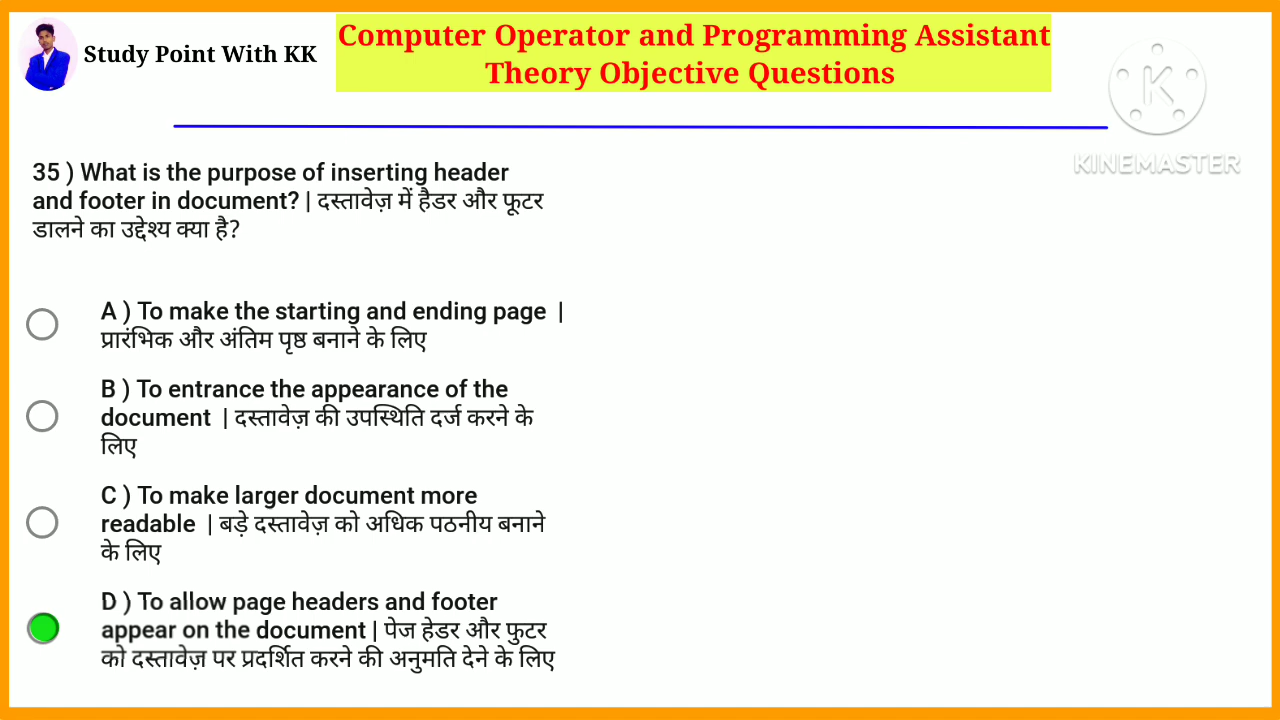 Study Point With KK
Computer Operator and Programming Assistant
Theory Objective Questions
K
KINEMASTER
35 ) What is the purpose of inserting header
and footer in document? | दस्तावेज़ में हैडर और फूटर
डालने का उद्देश्य क्या है?
A ) To make the starting and ending page |
प्रारंभिक और अंतिम पृष्ठ बनाने के लिए
B ) To entrance the appearance of the
document | दस्तावेज़ की उपस्थिति दर्ज करने के
लिए
C ) To make larger document more
readable | बड़े दस्तावेज़ को अधिक पठनीय बनाने
के लिए
D ) To allow page headers and footer
appear on the document | पेज हेडर और फुटर
को दस्तावेज़ पर प्रदर्शित करने की अनुमति देने के लिए